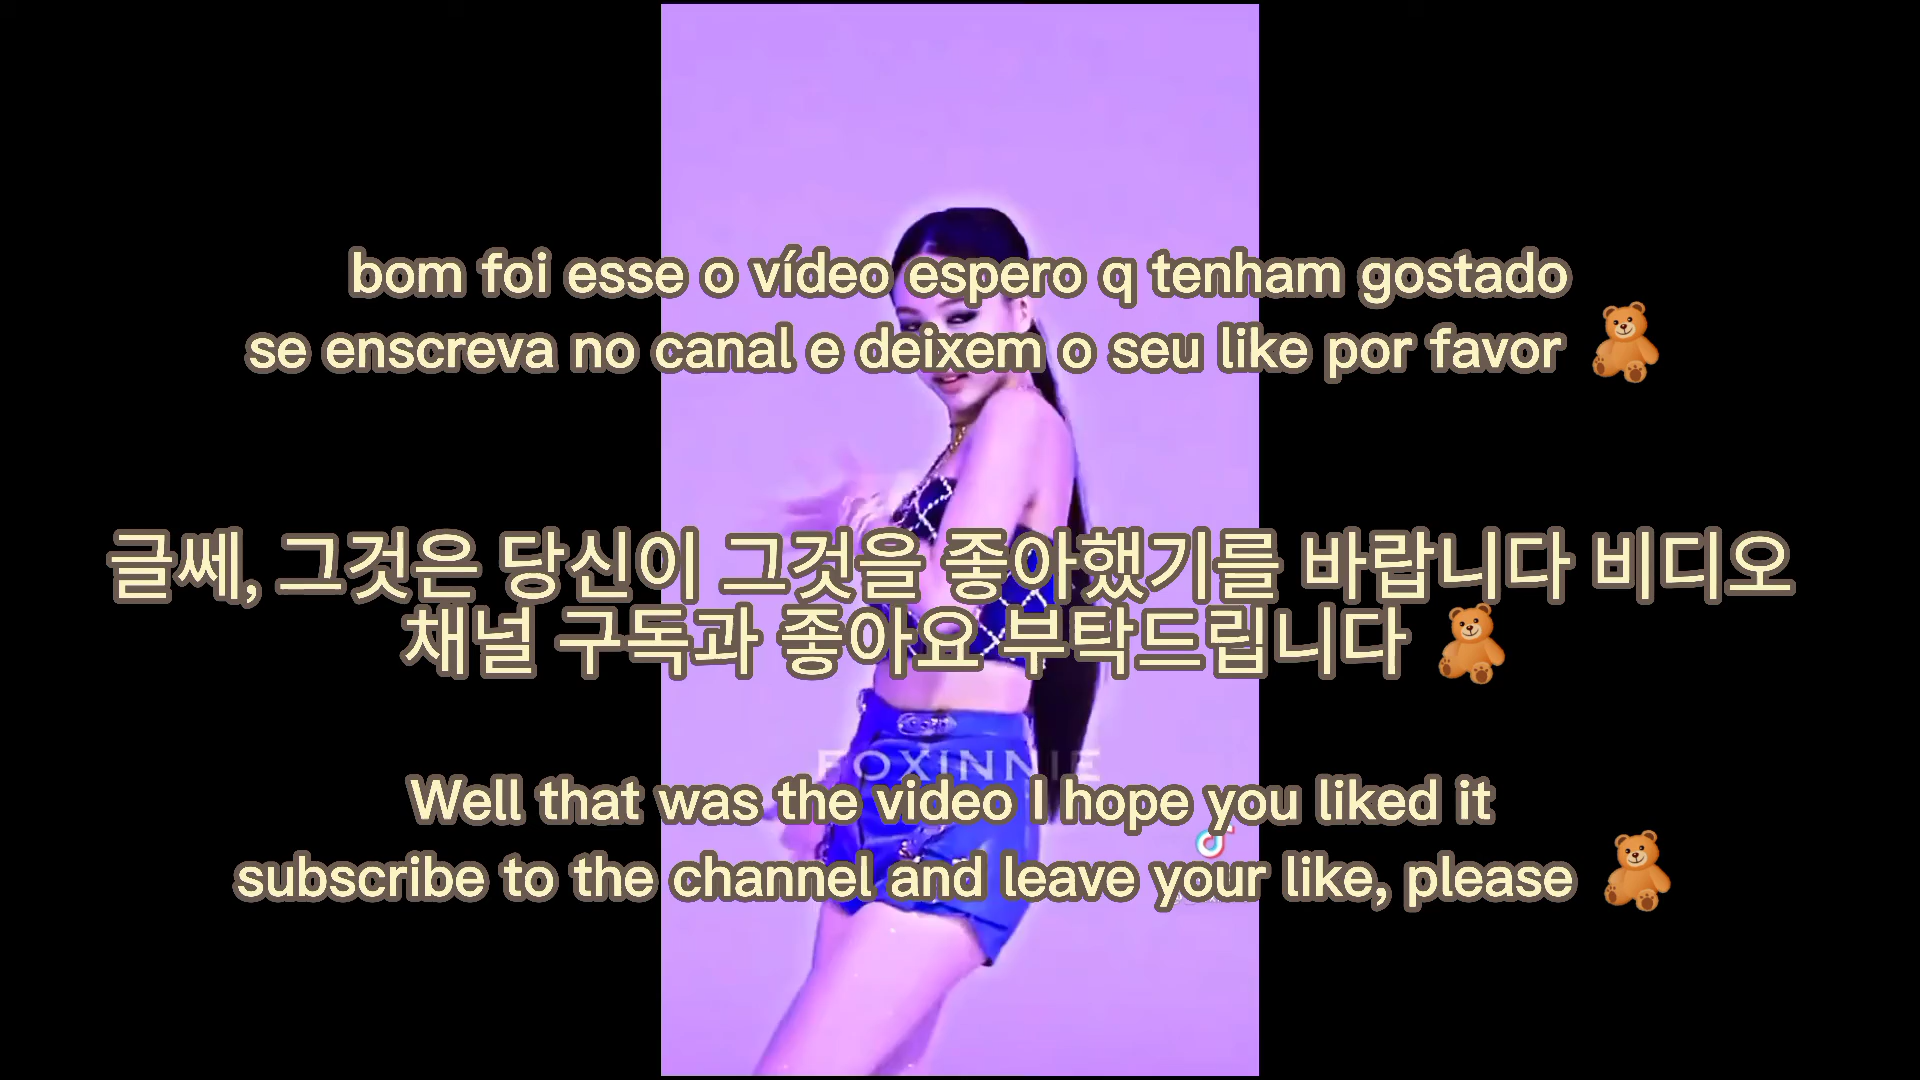 bom foi esse o vídeo espero q tenham gostado
se enscreva no canal e deixem o seu like por favor 🧸
글쎄, 그것은 당신이 그것을 좋아했기를 바랍니다 비디오
채널 구독과 좋아요 부탁드립니다 🧸
FOXINNIE
Well that was the video I hope you liked it
subscribe to the channel and leave your like, please 🧸